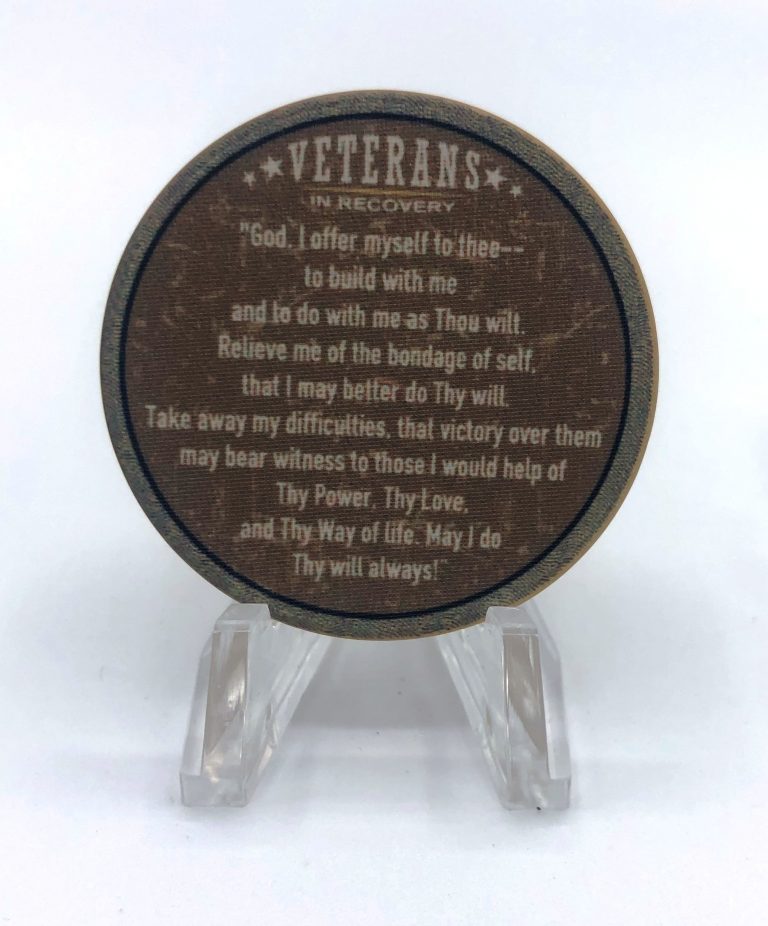 VETERANS
IN RECOVERY
"God, I offer myself to thee--
to build with me
and to do with me as Thou wilt.
Relieve me of the bondage of self,
that I may better do Thy will.
Take away my difficulties, that victory over them
may bear witness to those I would help of
Thy Power, Thy Love,
and Thy Way of life. May I do
Thy will always!"